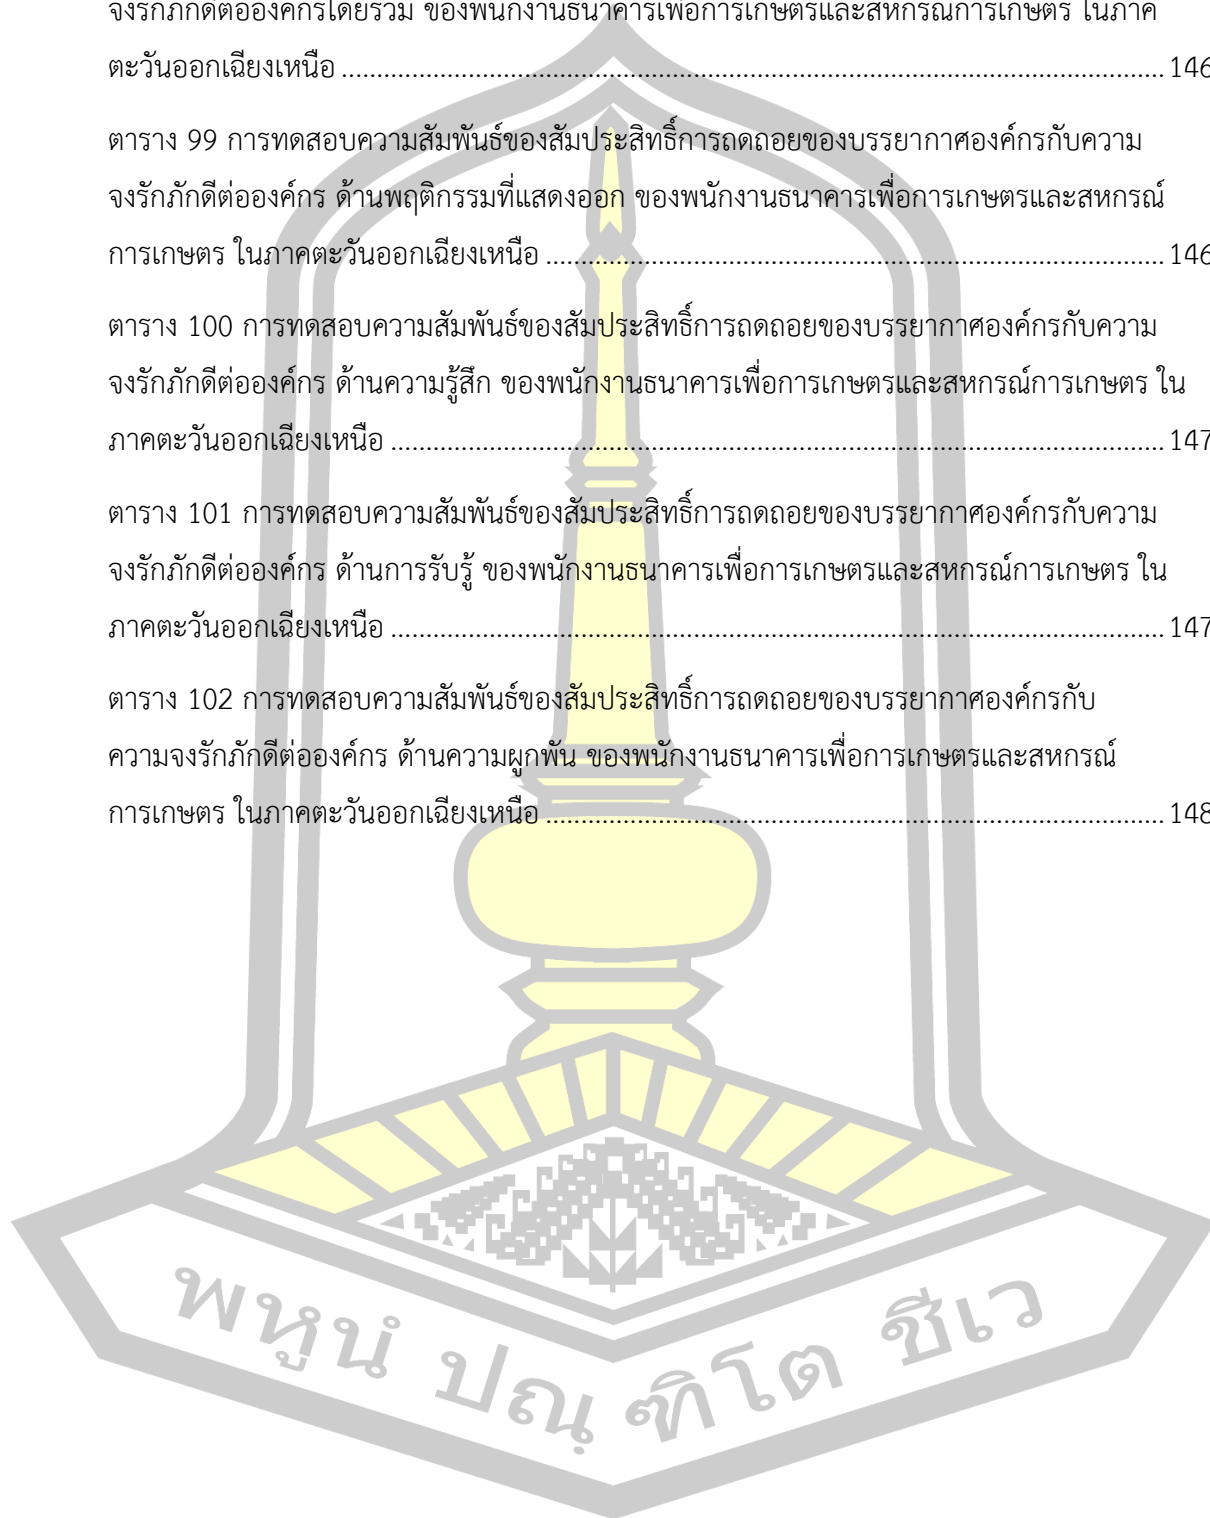 จงรักภักดีต่อองค์กรโดยรวม ของพนักงานธนาคารเพื่อการเกษตรและสหกรณ์การเกษตร ในภาค
ตะวันออกเฉียงเหนือ ........................................................................................................................ 146
ตาราง 99 การทดสอบความสัมพันธ์ของสัมประสิทธิ์การถดถอยของบรรยากาศองค์กรกับความ
จงรักภักดีต่อองค์กร ด้านพฤติกรรมที่แสดงออก ของพนักงานธนาคารเพื่อการเกษตรและสหกรณ์
การเกษตร ในภาคตะวันออกเฉียงเหนือ .......................................................................................... 146
ตาราง 100 การทดสอบความสัมพันธ์ของสัมประสิทธิ์การถดถอยของบรรยากาศองค์กรกับความ
จงรักภักดีต่อองค์กร ด้านความรู้สึก ของพนักงานธนาคารเพื่อการเกษตรและสหกรณ์การเกษตร ใน
ภาคตะวันออกเฉียงเหนือ ................................................................................................................. 147
ตาราง 101 การทดสอบความสัมพันธ์ของสัมประสิทธิ์การถดถอยของบรรยากาศองค์กรกับความ
จงรักภักดีต่อองค์กร ด้านการรับรู้ ของพนักงานธนาคารเพื่อการเกษตรและสหกรณ์การเกษตร ใน
ภาคตะวันออกเฉียงเหนือ ................................................................................................................. 147
ตาราง 102 การทดสอบความสัมพันธ์ของสัมประสิทธิ์การถดถอยของบรรยากาศองค์กรกับ
ความจงรักภักดีต่อองค์กร ด้านความผูกพัน ของพนักงานธนาคารเพื่อการเกษตรและสหกรณ์
การเกษตร ในภาคตะวันออกเฉียงเหนือ .......................................................................................... 148
พหูนํ ปณฺ ฑิโต ชีเว